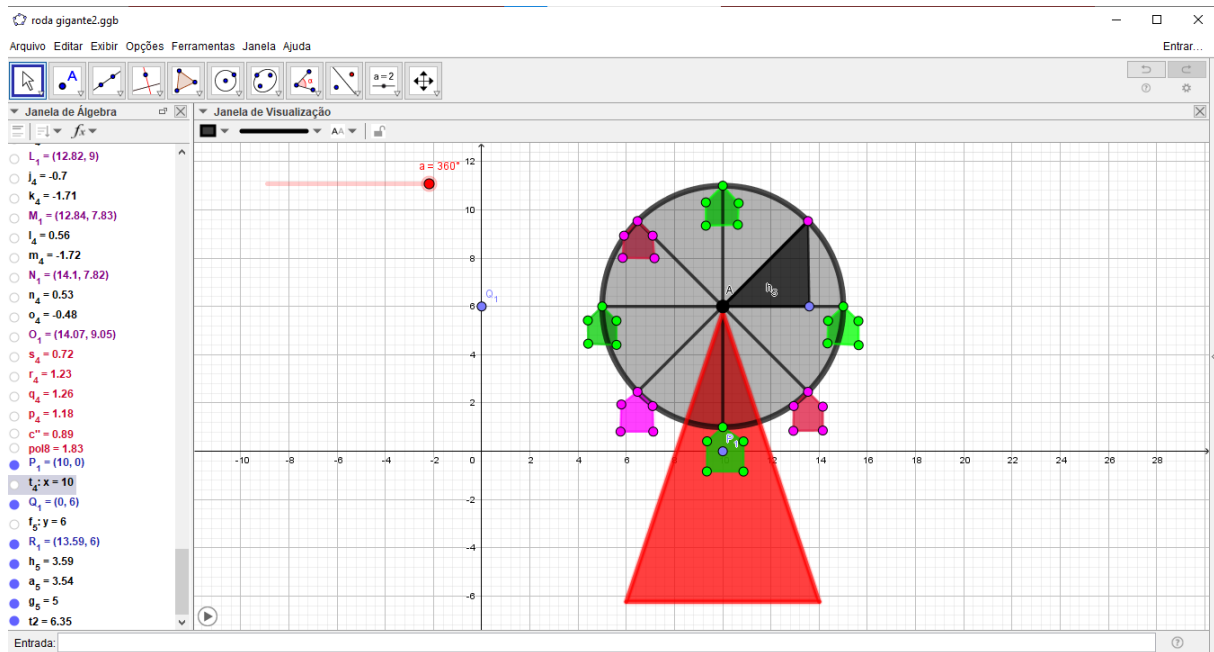 roda gigante2.ggb
Arquivo Editar Exibir Opções Ferramentas Janela Ajuda
Entrar...
A
a = 2
Janela de Álgebra
Janela de Visualização
fx
AA
L₁ = (12.82, 9)
j₄ = -0.7
k₄ = -1.71
M₁ = (12.84, 7.83)
l₄ = 0.56
m₄ = -1.72
N₁ = (14.1, 7.82)
n₄ = 0.53
o₄ = -0.48
O₁ = (14.07, 9.05)
s₄ = 0.72
r₄ = 1.23
q₄ = 1.26
p₄ = 1.18
c'' = 0.89
pol8 = 1.83
P₁ = (10, 0)
t₄: x = 10
Q₁ = (0, 6)
f₅: y = 6
R₁ = (13.59, 6)
h₅ = 3.59
a₅ = 3.54
g₅ = 5
t2 = 6.35
a = 360°
12
10
8
6
4
2
-2
-4
-6
Q₁
A
h₅
P₁
-10 -8 -6 -4 -2 0 2 4 6 8 12 14 16 18 20 22 24 26 28
Entrada: